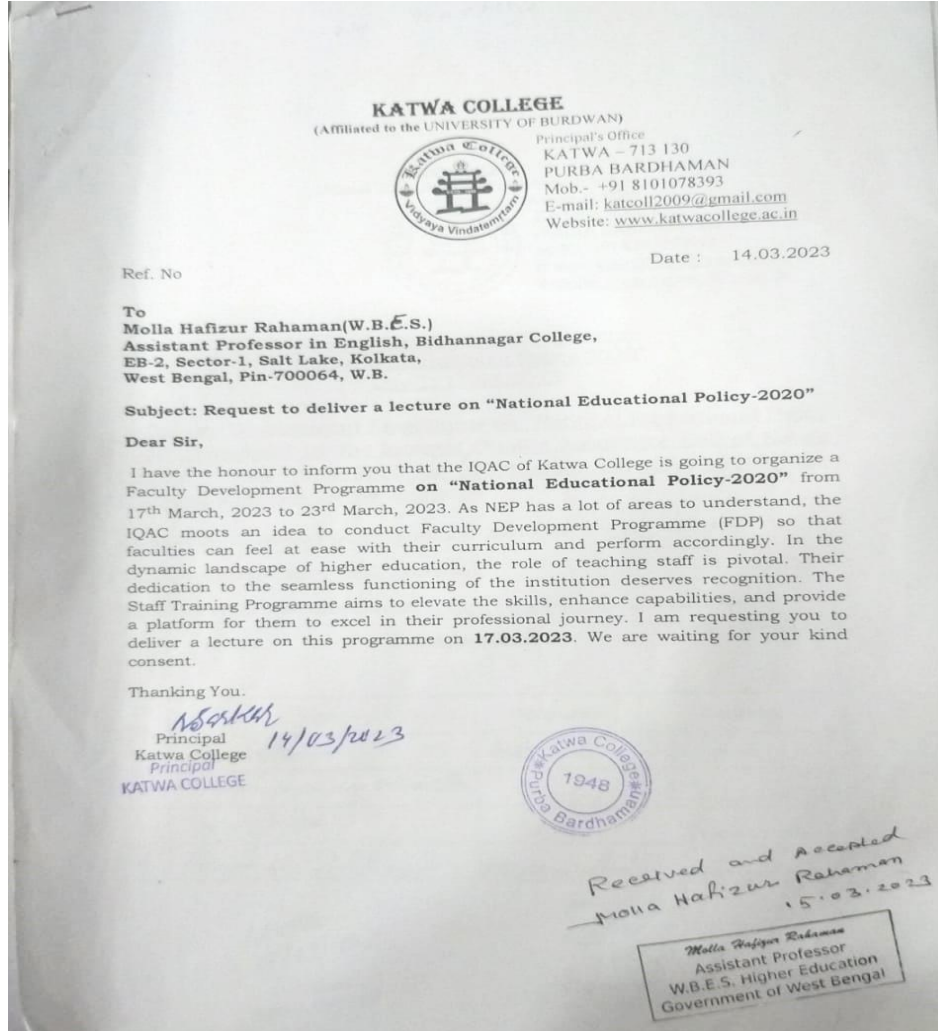 KATWA COLLEGE
(Affiliated to the UNIVERSITY OF BURDWAN)
Katwa College
Vidyaya Vindatemrtam
Principal's Office
KATWA – 713 130
PURBA BARDHAMAN
Mob.- +91 8101078393
E-mail: katcoll2009@gmail.com
Website: www.katwacollege.ac.in
Date : 14.03.2023
Ref. No
To
Molla Hafizur Rahaman(W.B.E.S.)
Assistant Professor in English, Bidhannagar College,
EB-2, Sector-1, Salt Lake, Kolkata,
West Bengal, Pin-700064, W.B.
Subject: Request to deliver a lecture on “National Educational Policy-2020”
Dear Sir,
I have the honour to inform you that the IQAC of Katwa College is going to organize a
Faculty Development Programme on “National Educational Policy-2020” from
17th March, 2023 to 23rd March, 2023. As NEP has a lot of areas to understand, the
IQAC moots an idea to conduct Faculty Development Programme (FDP) so that
faculties can feel at ease with their curriculum and perform accordingly. In the
dynamic landscape of higher education, the role of teaching staff is pivotal. Their
dedication to the seamless functioning of the institution deserves recognition. The
Staff Training Programme aims to elevate the skills, enhance capabilities, and provide
a platform for them to excel in their professional journey. I am requesting you to
deliver a lecture on this programme on 17.03.2023. We are waiting for your kind
consent.
Thanking You.
14/03/2023
Principal
Katwa College
Principal
KATWA COLLEGE
Katwa College
1948
Purba Bardhaman
Received and Accepted
Molla Hafizur Rahaman
15.03.2023
Molla Hafizur Rahaman
Assistant Professor
W.B.E.S. Higher Education
Government of West Bengal